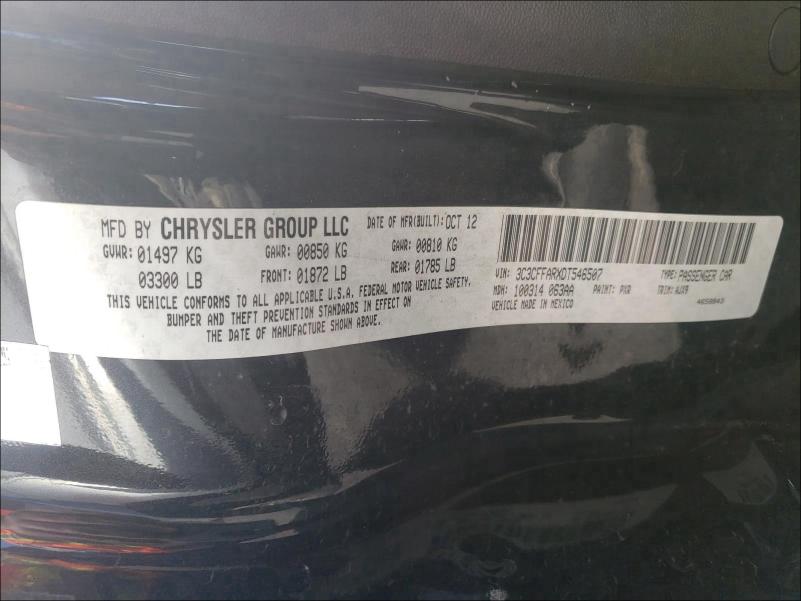 MFD BY CHRYSLER GROUP LLC DATE OF MFR(BUILT): OCT 12
GVWR: 01497 KG GAWR: 00850 KG GAWR: 00810 KG
03300 LB FRONT: 01872 LB REAR: 01785 LB
THIS VEHICLE CONFORMS TO ALL APPLICABLE U.S.A. FEDERAL MOTOR VEHICLE SAFETY,
BUMPER AND THEFT PREVENTION STANDARDS IN EFFECT ON
THE DATE OF MANUFACTURE SHOWN ABOVE.
VIN: 3C3CFFARXDT546507 TYPE: PASSENGER CAR
MDH: 100314 063AA PAINT: PXR TRIM: AJX9
VEHICLE MADE IN MEXICO